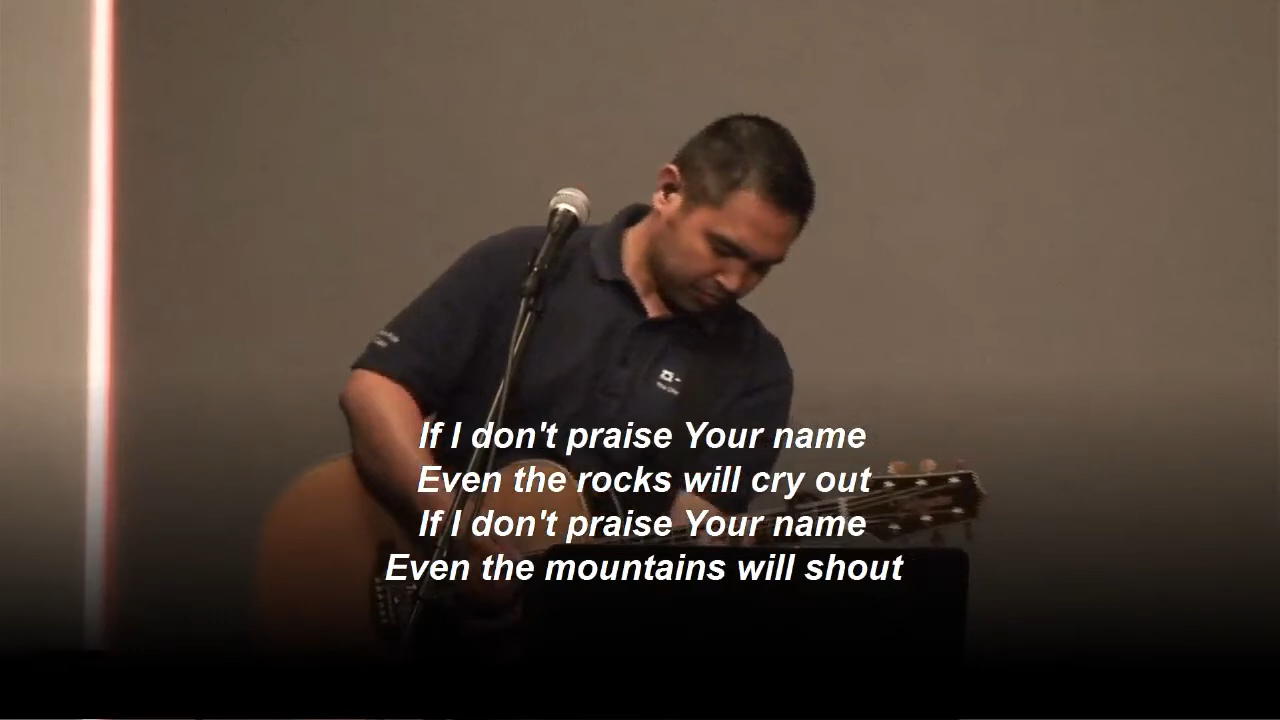 If I don't praise Your name
Even the rocks will cry out
If I don't praise Your name
Even the mountains will shout